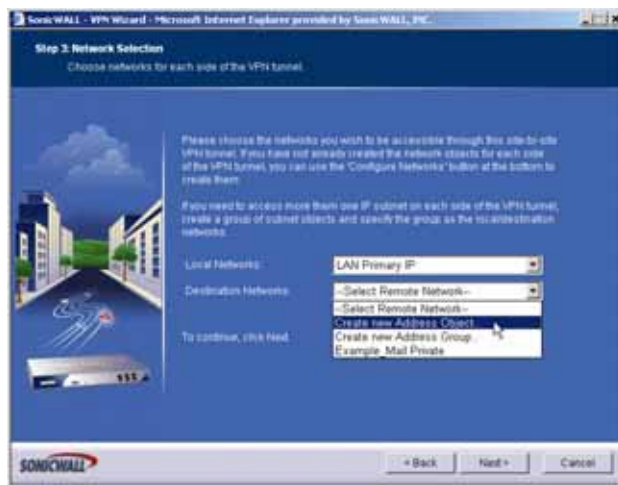 SonicWALL - VPN Wizard - Microsoft Internet Explorer provided by SonicWALL, INC.
Step 3: Network Selection
Choose networks for each side of the VPN tunnel.
Please choose the networks you wish to be accessible through this site-to-site
VPN tunnel. If you have not already created the network objects for each side
of the VPN tunnel, you can use the 'Configure Networks' button at the bottom to
create them.
If you need to access more them one IP subnet on each side of the VPN tunnel,
create a group of subnet objects and specify the group as the local/destination
networks.
Local Networks: LAN Primary IP
Destination Networks: --Select Remote Network--
--Select Remote Network--
Create new Address Object...
Create new Address Group...
Example_Mail Private
To continue, click Next.
SONICWALL
< Back Next > Cancel